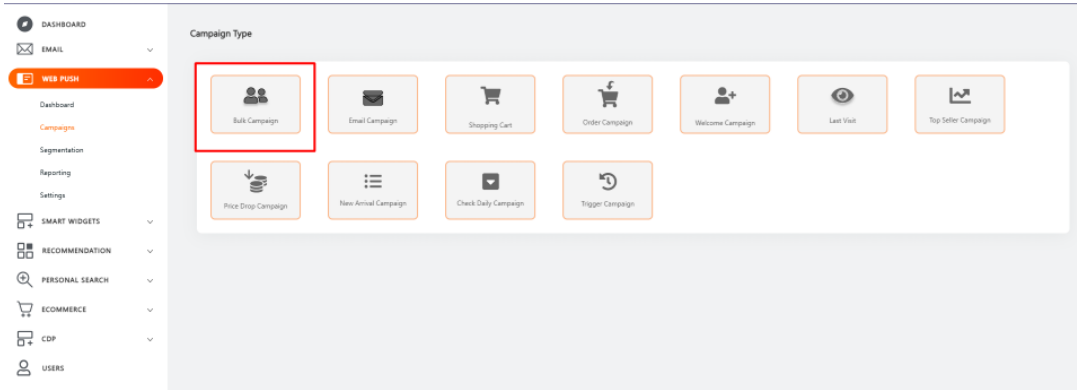 DASHBOARD
EMAIL
WEB PUSH
Dashboard
Campaigns
Segmentation
Reporting
Settings
SMART WIDGETS
RECOMMENDATION
PERSONAL SEARCH
ECOMMERCE
CDP
USERS
Campaign Type
Bulk Campaign
Email Campaign
Shopping Cart
Order Campaign
Welcome Campaign
Last Visit
Top Seller Campaign
Price Drop Campaign
New Arrival Campaign
Check Daily Campaign
Trigger Campaign